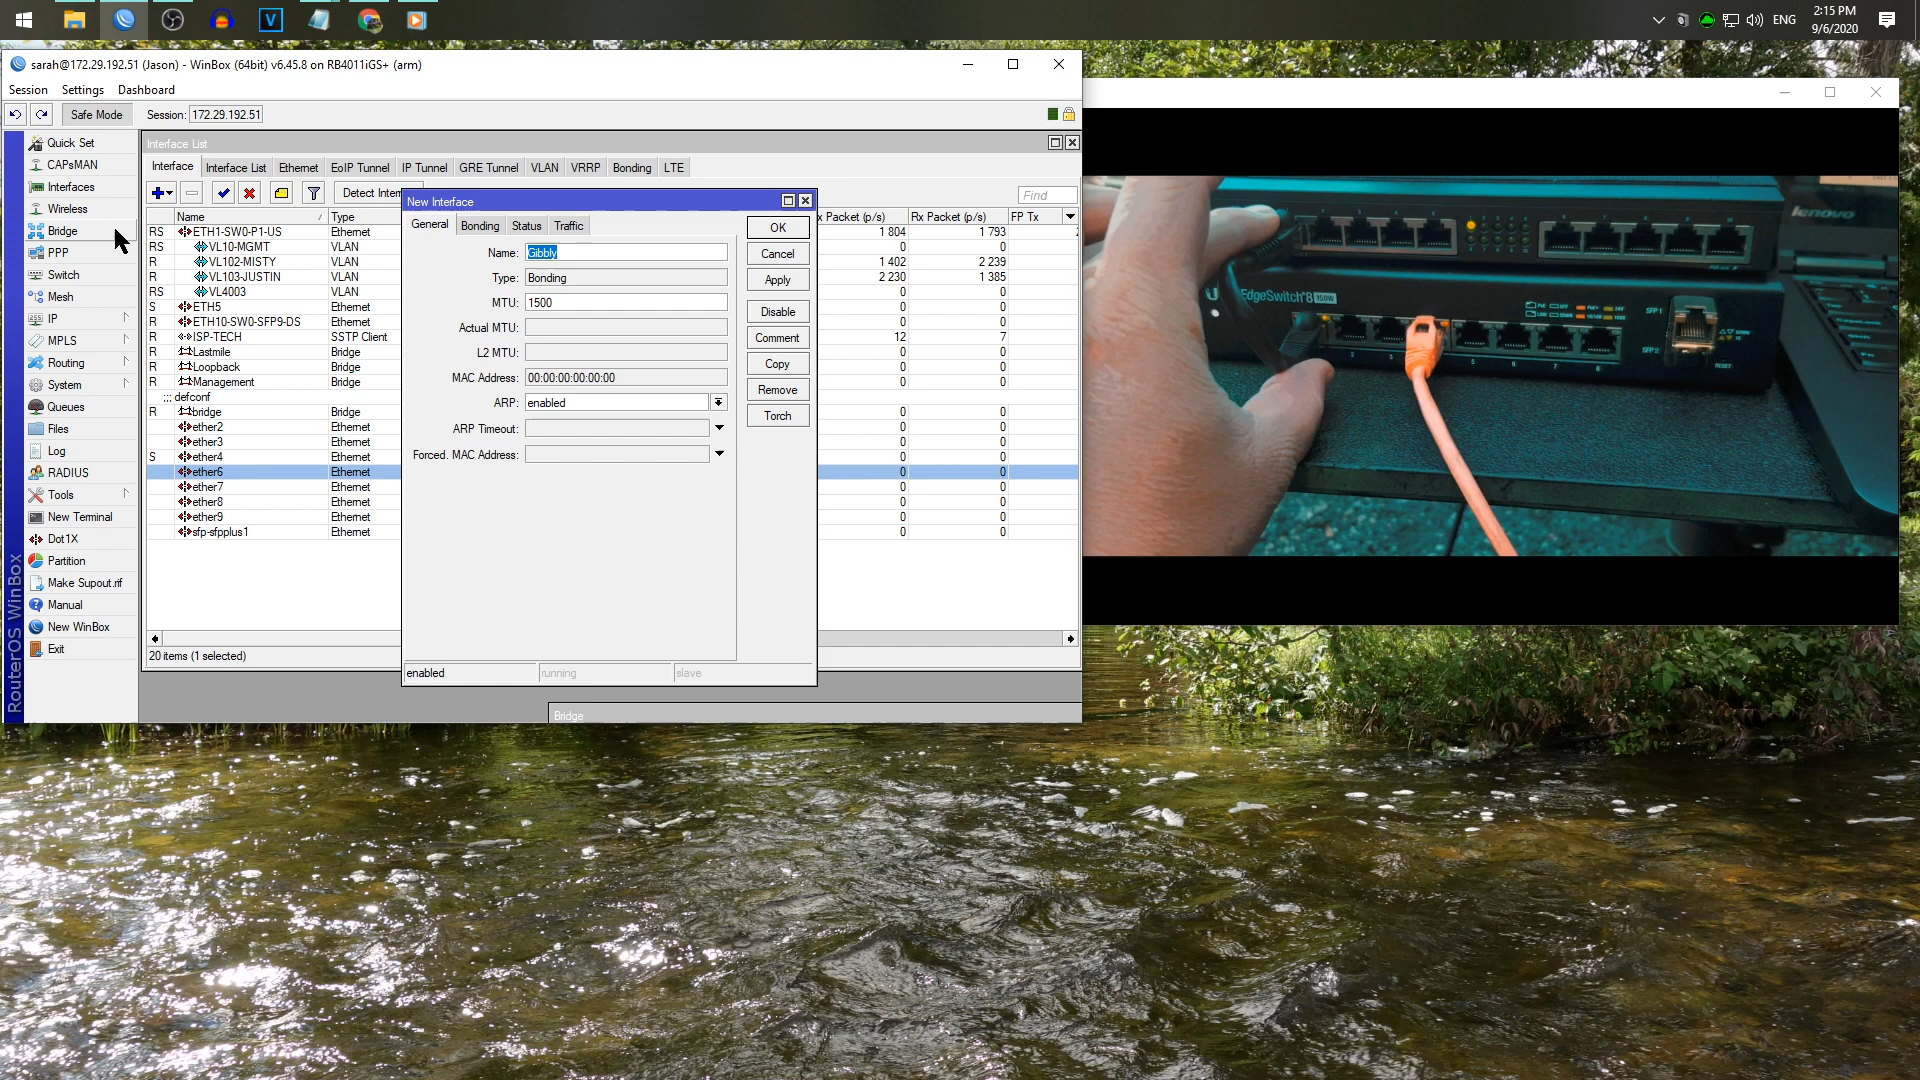 2:15 PM
ENG
9/6/2020
sarah@172.29.192.51 (Jason) - WinBox (64bit) v6.45.8 on RB4011iGS+ (arm)
Session Settings Dashboard
Safe Mode Session: 172.29.192.51
Quick Set
CAPsMAN
Interfaces
Wireless
Bridge
PPP
Switch
Mesh
IP
MPLS
Routing
System
Queues
Files
Log
RADIUS
Tools
New Terminal
Dot1X
Partition
Make Supout.rif
Manual
New WinBox
Exit
RouterOS WinBox
Interface List
Interface Interface List Ethernet EoIP Tunnel IP Tunnel GRE Tunnel VLAN VRRP Bonding LTE
Detect Inter
Find
Name Type x Packet (p/s) Rx Packet (p/s) FP Tx
RS ETH1-SW0-P1-US Ethernet 1 804 1 793
RS VL10-MGMT VLAN 0 0
R VL102-MISTY VLAN 1 402 2 239
R VL103-JUSTIN VLAN 2 230 1 385
RS VL4003 VLAN 0 0
S ETH5 Ethernet 0 0
R ETH10-SW0-SFP9-DS Ethernet 0 0
R ISP-TECH SSTP Client 12 7
R Lastmile Bridge 0 0
R Loopback Bridge 0 0
R Management Bridge 0 0
;;; defconf
R bridge Bridge 0 0
ether2 Ethernet 0 0
ether3 Ethernet 0 0
S ether4 Ethernet 0 0
ether6 Ethernet 0 0
ether7 Ethernet 0 0
ether8 Ethernet 0 0
ether9 Ethernet 0 0
sfp-sfpplus1 Ethernet 0 0
20 items (1 selected)
New Interface
General Bonding Status Traffic
Name: Gibbly
Type: Bonding
MTU: 1500
Actual MTU:
L2 MTU:
MAC Address: 00:00:00:00:00:00
ARP: enabled
ARP Timeout:
Forced. MAC Address:
OK
Cancel
Apply
Disable
Comment
Copy
Remove
Torch
enabled running slave
Bridge
lenovo
EdgeSwitch 8 150W
SFP1
SFP2
RESET